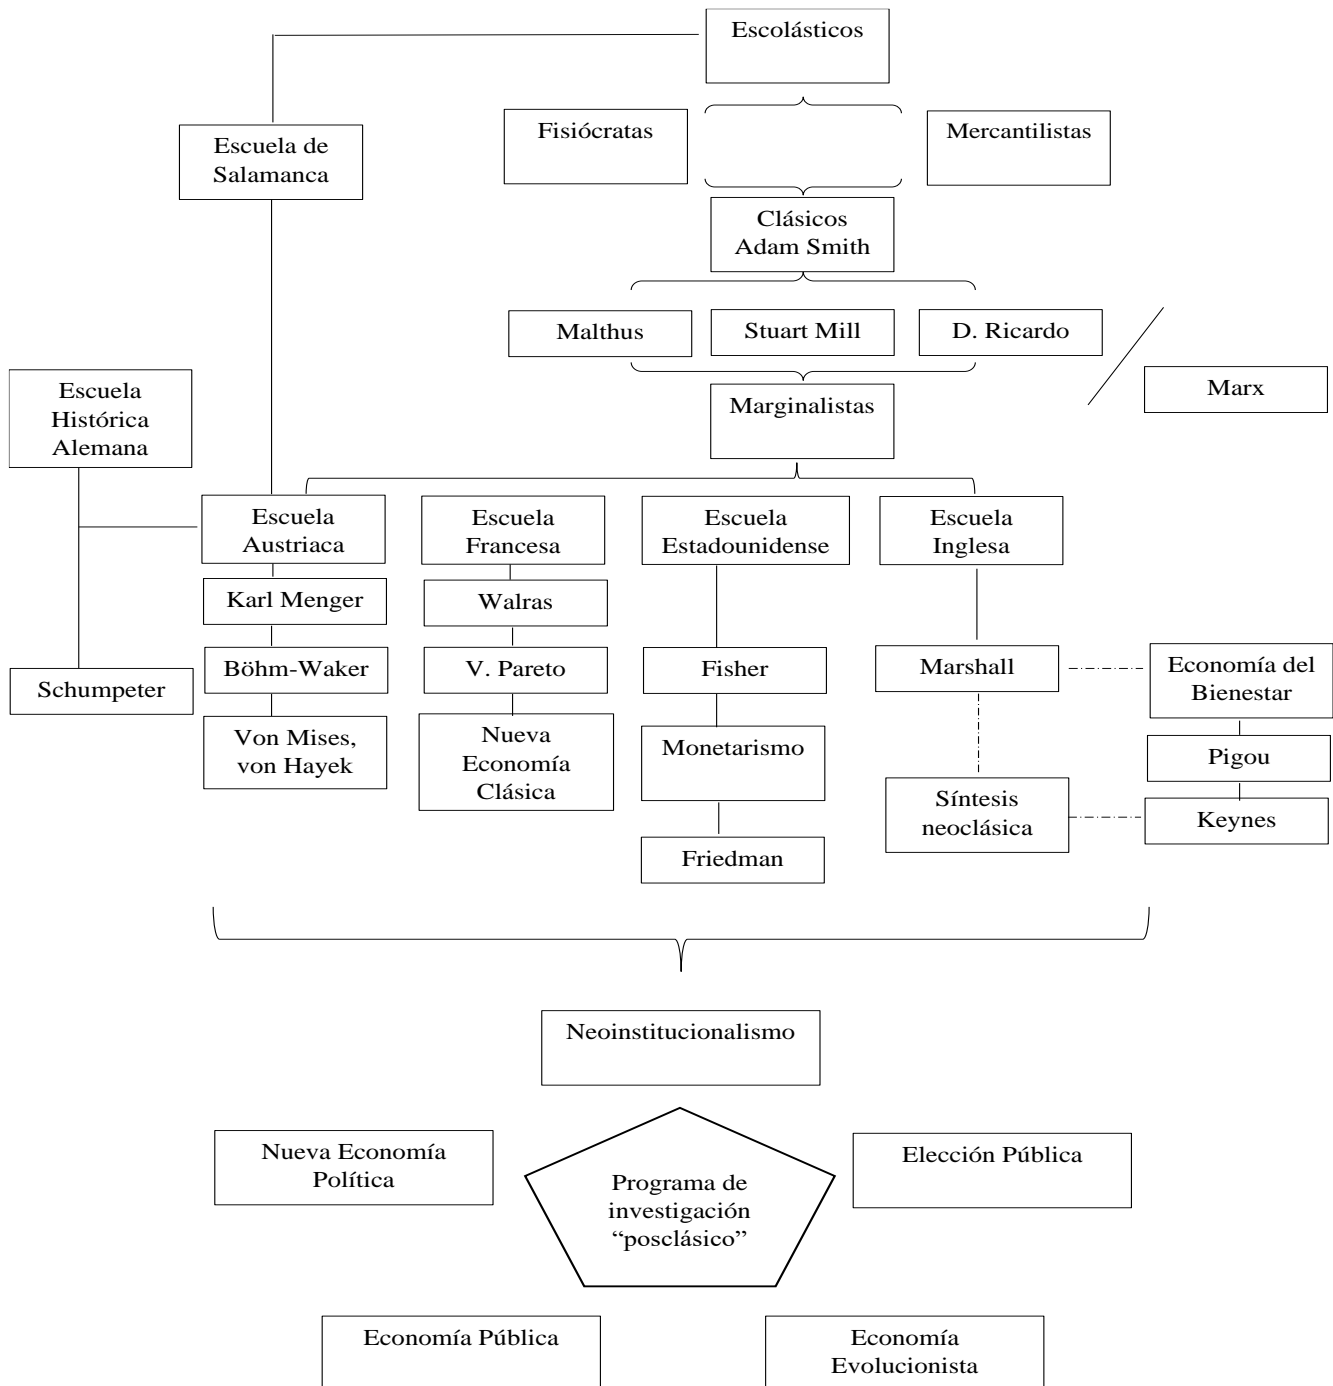 Escolásticos
Fisiócratas
Mercantilistas
Escuela de
Salamanca
Clásicos
Adam Smith
Malthus
Stuart Mill
D. Ricardo
Marx
Escuela
Histórica
Alemana
Marginalistas
Escuela
Austriaca
Escuela
Francesa
Escuela
Estadounidense
Escuela
Inglesa
Karl Menger
Walras
Schumpeter
Böhm-Waker
V. Pareto
Fisher
Marshall
Economía del
Bienestar
Von Mises,
von Hayek
Nueva
Economía
Clásica
Monetarismo
Síntesis
neoclásica
Pigou
Keynes
Friedman
Neoinstitucionalismo
Nueva Economía
Política
Elección Pública
Programa de
investigación
“posclásico”
Economía Pública
Economía
Evolucionista